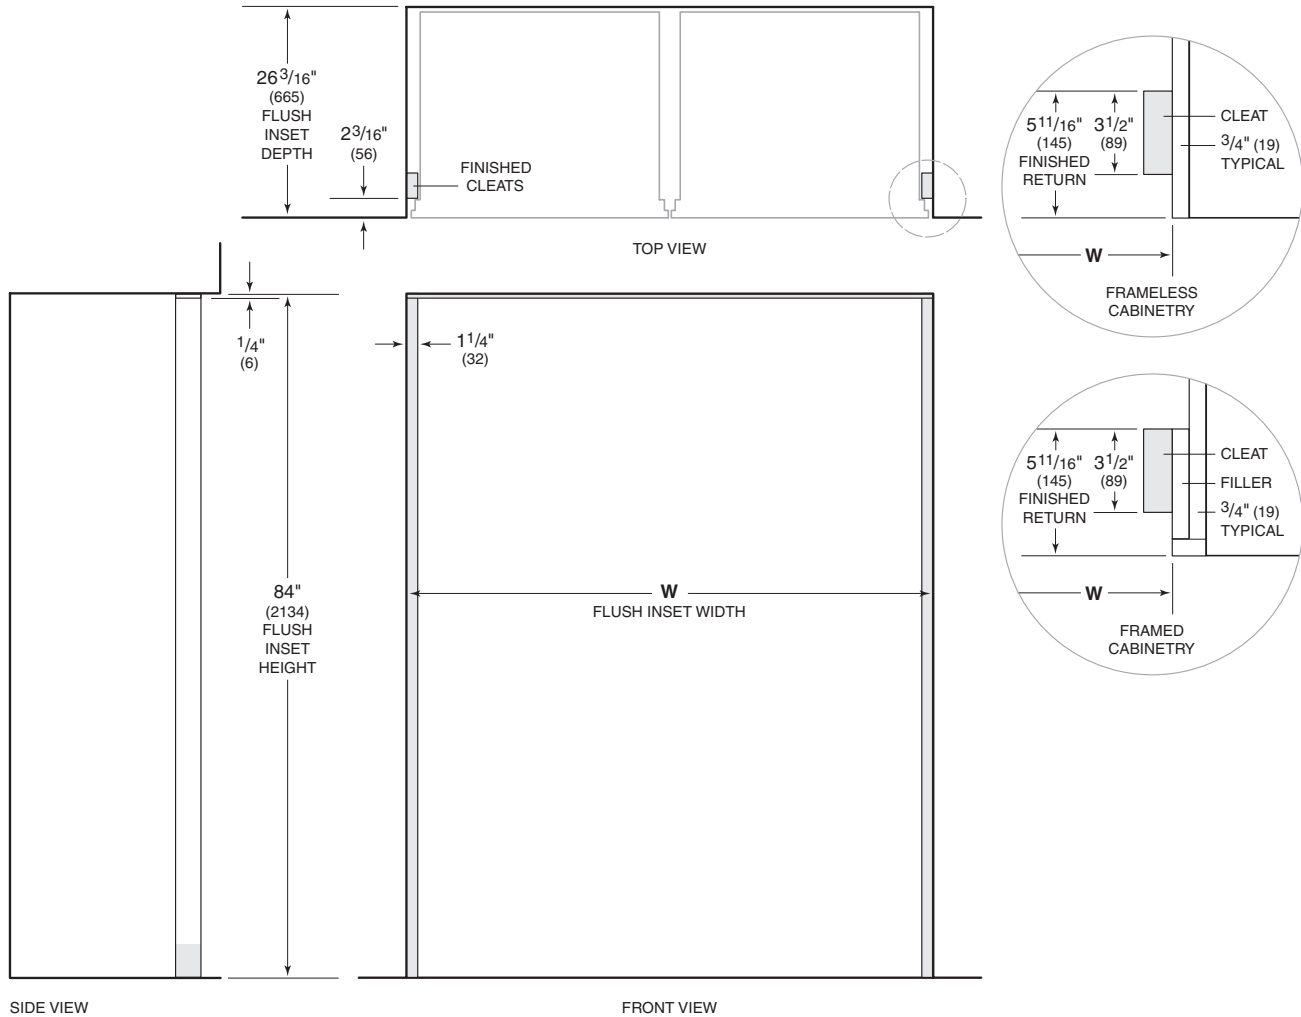 26 3/16"
(665)
FLUSH
INSET
DEPTH
2 3/16"
(56)
FINISHED
CLEATS
TOP VIEW
5 11/16"
(145)
FINISHED
RETURN
3 1/2"
(89)
CLEAT
3/4" (19)
TYPICAL
W
FRAMELESS
CABINETRY
1/4"
(6)
1 1/4"
(32)
84"
(2134)
FLUSH
INSET
HEIGHT
W
FLUSH INSET WIDTH
5 11/16"
(145)
FINISHED
RETURN
3 1/2"
(89)
CLEAT
FILLER
3/4" (19)
TYPICAL
W
FRAMED
CABINETRY
SIDE VIEW
FRONT VIEW